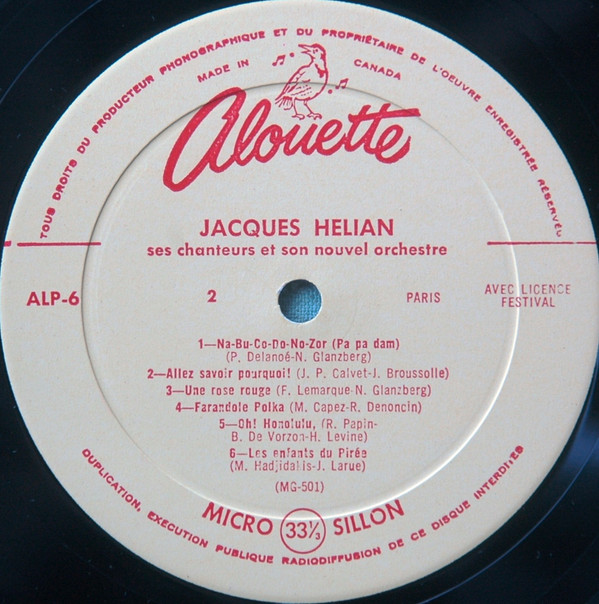 TOUS DROITS DU PRODUCTEUR PHONOGRAPHIQUE ET DU PROPRIÉTAIRE DE L'OEUVRE ENREGISTRÉE RÉSERVÉS
MADE IN CANADA
Alouette
JACQUES HELIAN
ses chanteurs et son nouvel orchestre
ALP-6
2
PARIS
AVEC LICENCE
FESTIVAL
1—Na-Bu-Co-Do-No-Zor (Pa pa dam)
(P. Delanoé-N. Glanzberg)
2—Allez savoir pourquoi! (J. P. Calvet-J. Broussolle)
3—Une rose rouge (F. Lemarque-N. Glanzberg)
4—Farandole Polka (M. Capez-R. Denoncin)
5—Oh! Honolulu, (R. Papin-
B. De Vorzon-H. Levine)
6—Les enfants du Pirée
(M. Hadjidakis-J. Larue)
(MG-501)
MICRO 33⅓ SILLON
DUPLICATION, EXECUTION PUBLIQUE RADIODIFFUSION DE CE DISQUE INTERDITES